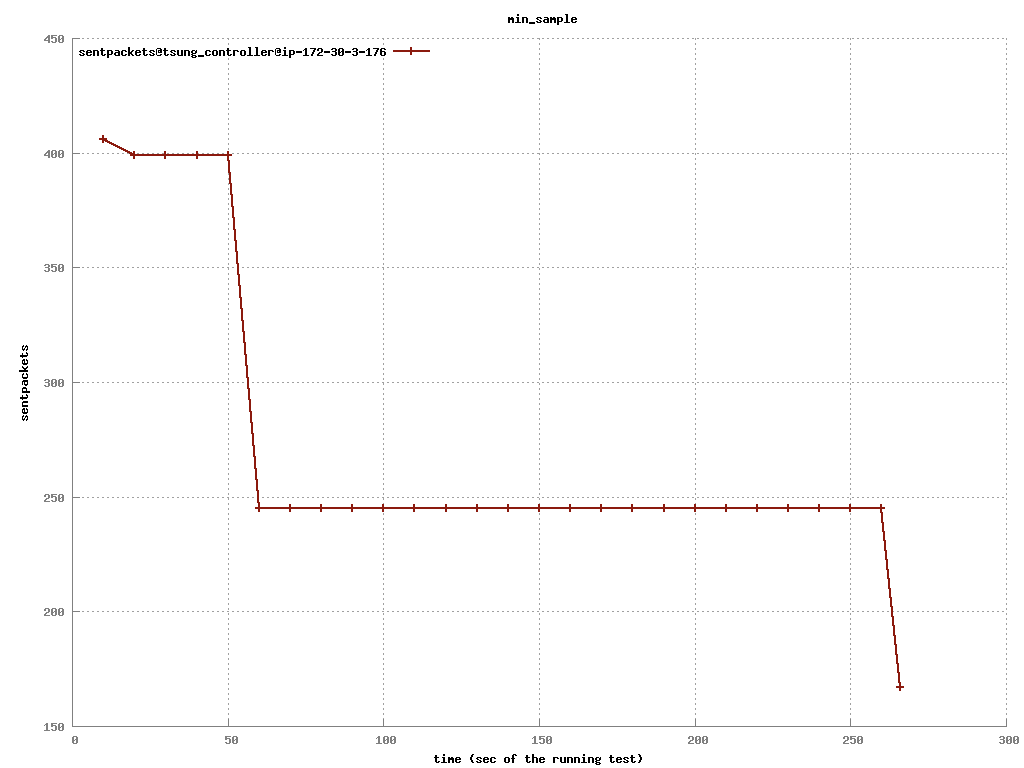 min_sample
450
sentpackets@tsung_controller@ip-172-30-3-176
400
350
300
sentpackets
250
200
150
0 50 100 150 200 250 300
time (sec of the running test)